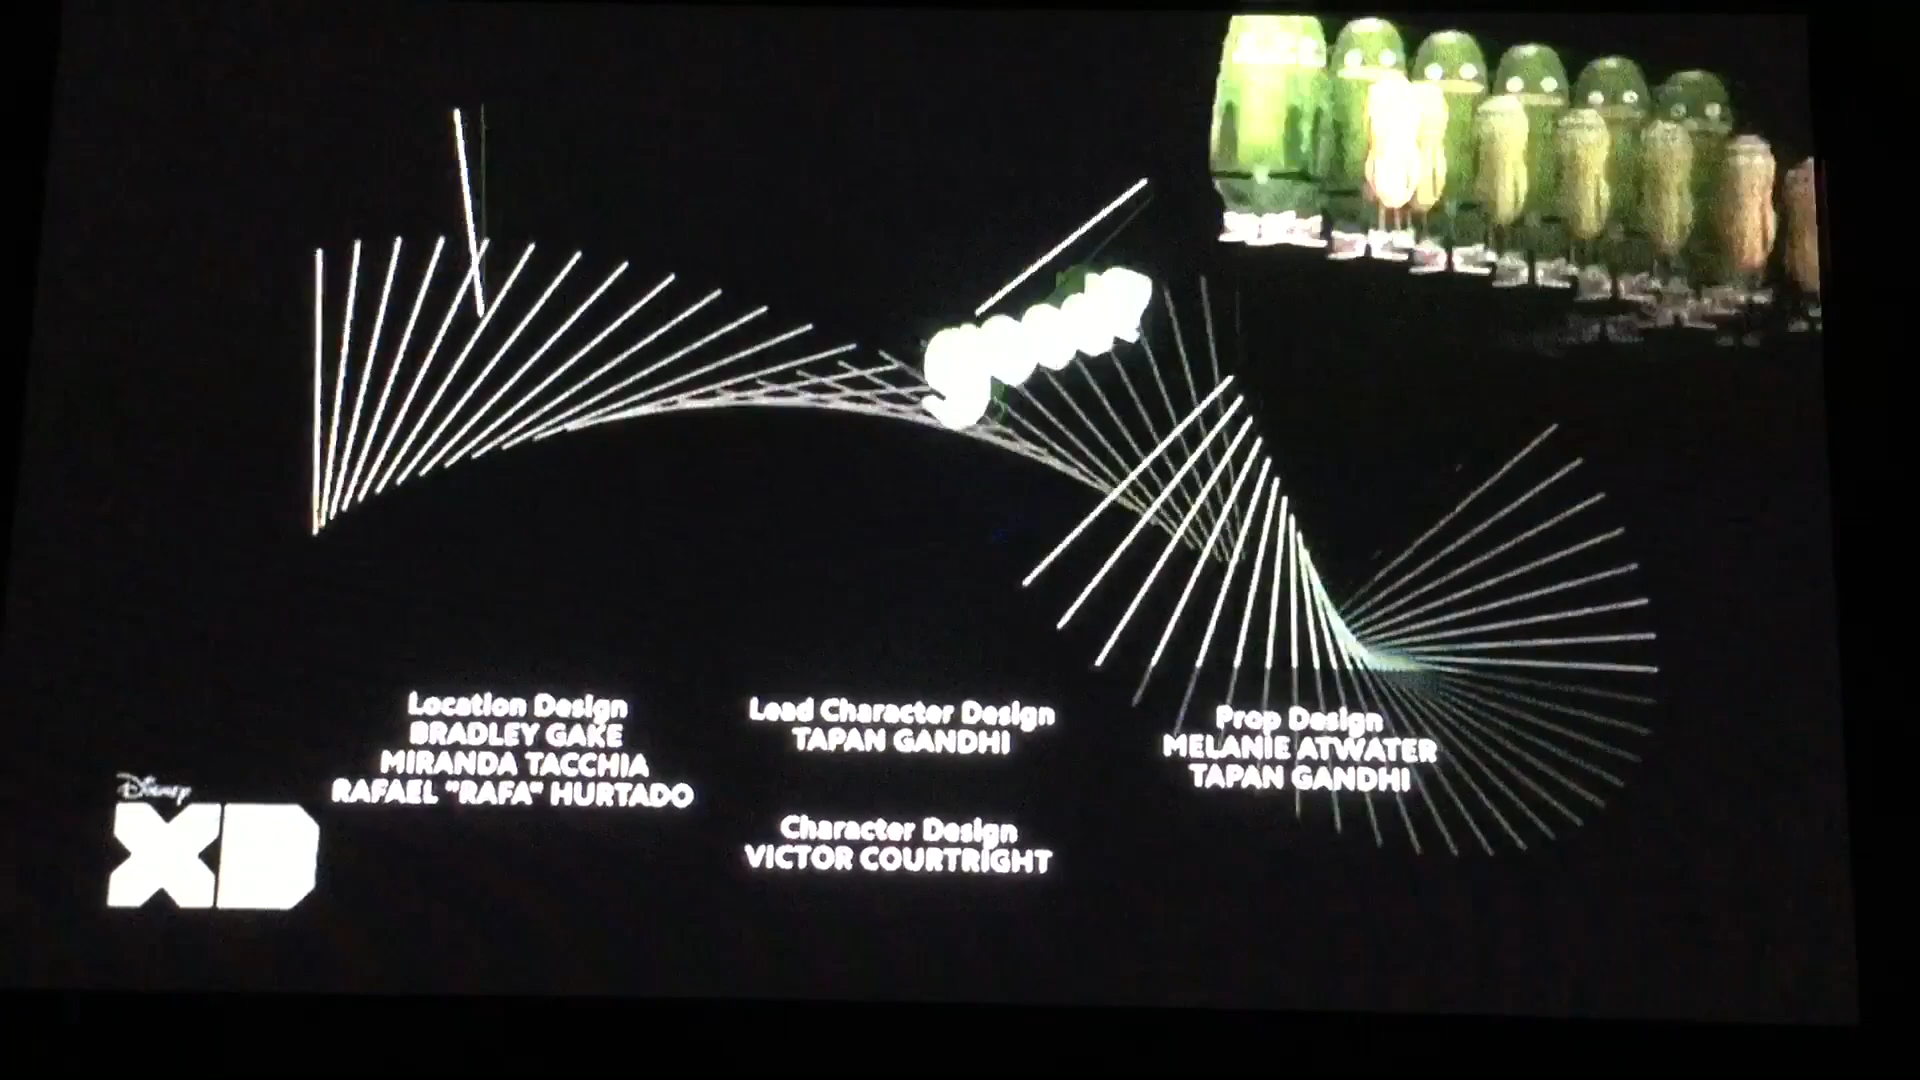 Location Design
BRADLEY GAKE
MIRANDA TACCHIA
RAFAEL "RAFA" HURTADO
Lead Character Design
TAPAN GANDHI
Character Design
VICTOR COURTRIGHT
Prop Design
MELANIE ATWATER
TAPAN GANDHI
Disney
XD